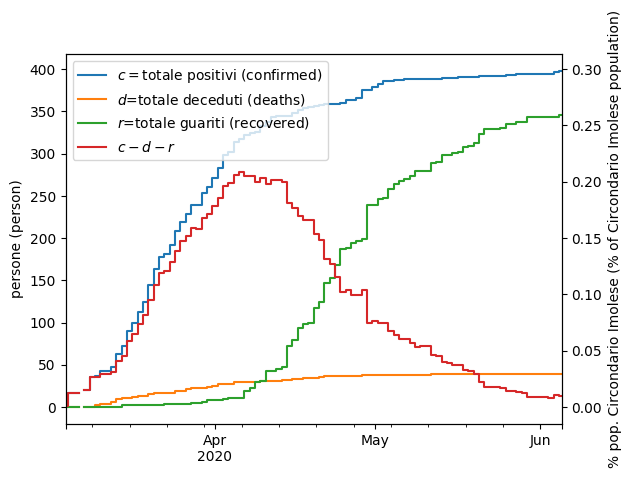 c = totale positivi (confirmed)
d=totale deceduti (deaths)
r=totale guariti (recovered)
c − d − r
persone (person)
400
350
300
250
200
150
100
50
0
0.30
0.25
0.20
0.15
0.10
0.05
0.00
% pop. Circondario Imolese (% of Circondario Imolese population)
Apr
2020
May
Jun